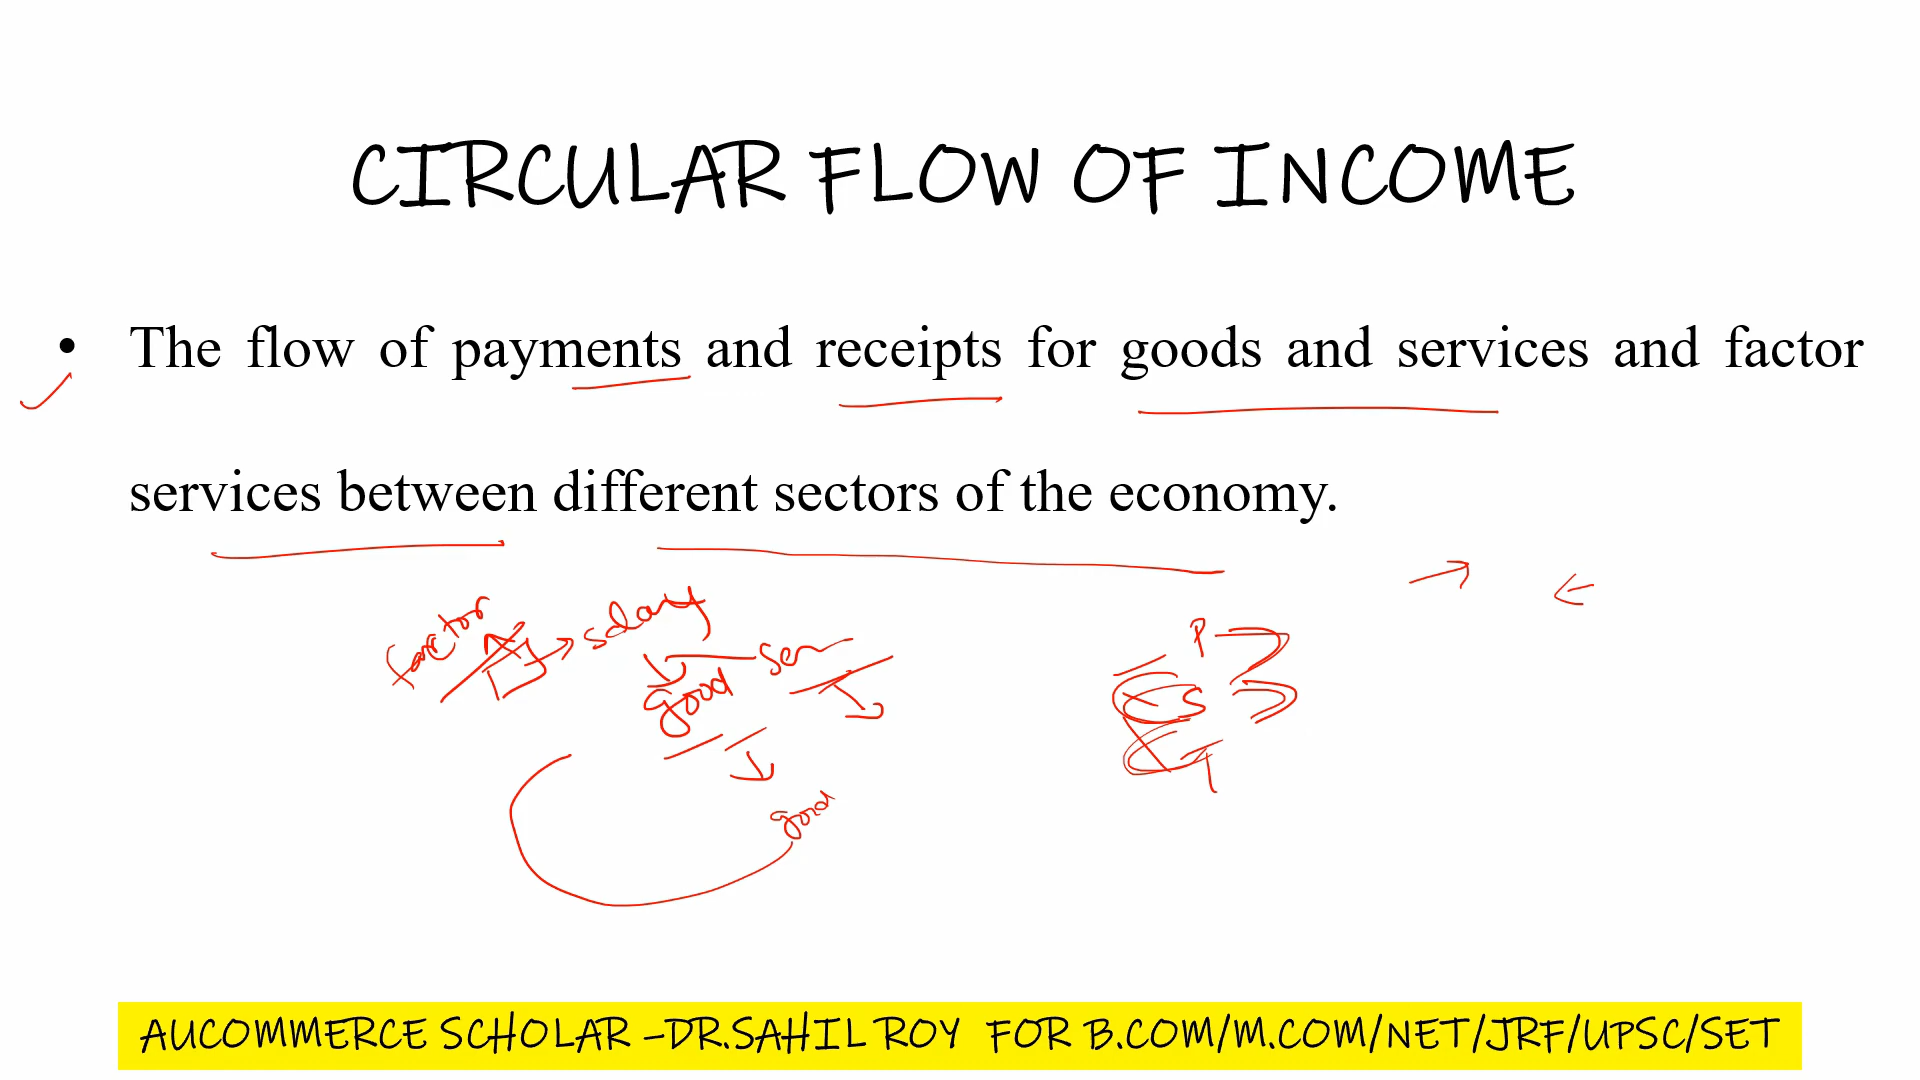 CIRCULAR FLOW OF INCOME
• The flow of payments and receipts for goods and services and factor
services between different sectors of the economy.
factor
salary
ser
good
P
S
T
good
AUCOMMERCE SCHOLAR –DR.SAHIL ROY FOR B.COM/M.COM/NET/JRF/UPSC/SET